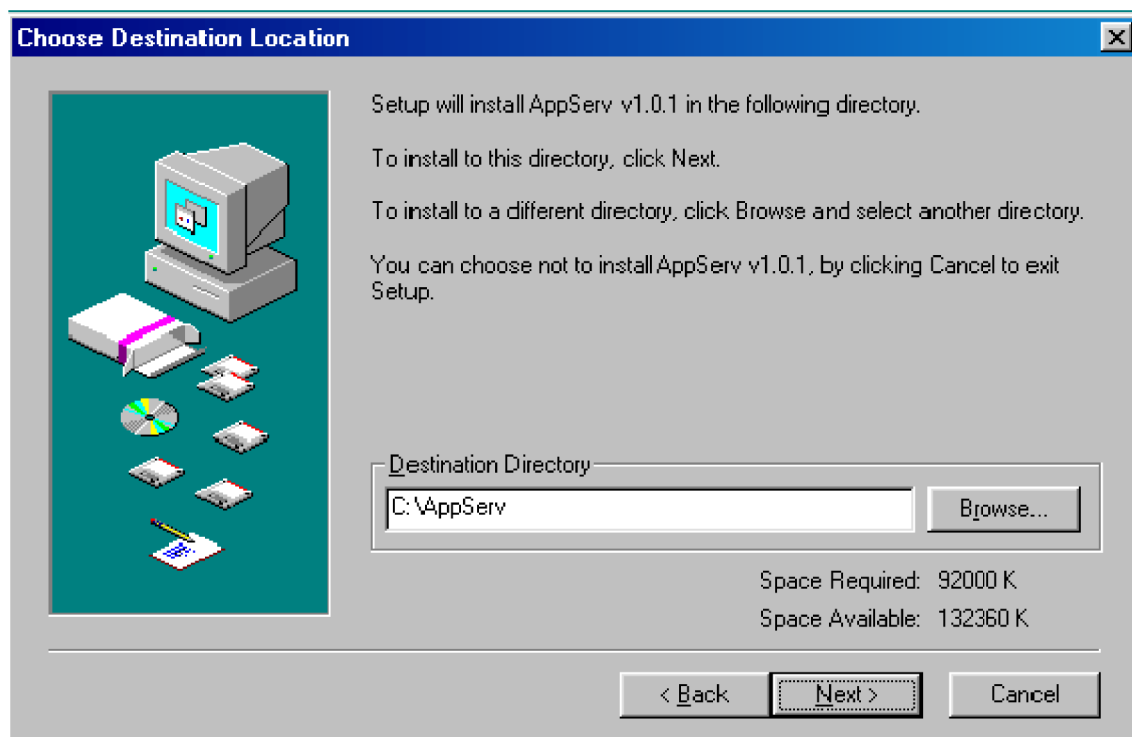 Choose Destination Location
Setup will install AppServ v1.0.1 in the following directory.
To install to this directory, click Next.
To install to a different directory, click Browse and select another directory.
You can choose not to install AppServ v1.0.1, by clicking Cancel to exit
Setup.
Destination Directory
C:\AppServ
Browse...
Space Required: 92000 K
Space Available: 132360 K
< Back
Next >
Cancel